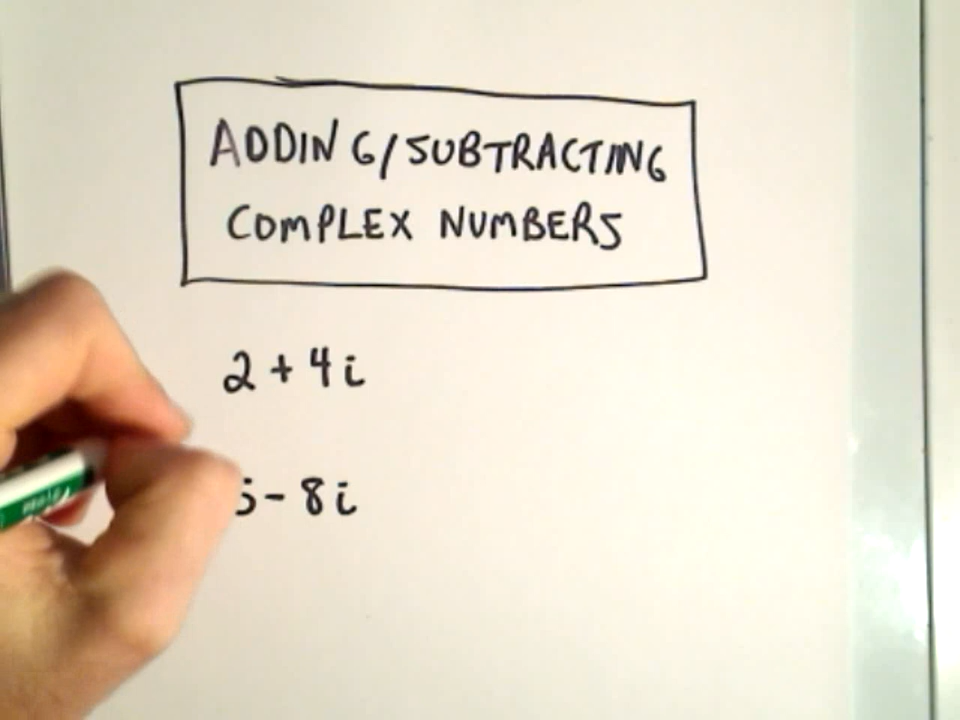 ADDING/SUBTRACTING
COMPLEX NUMBERS
2 + 4i
- 8i